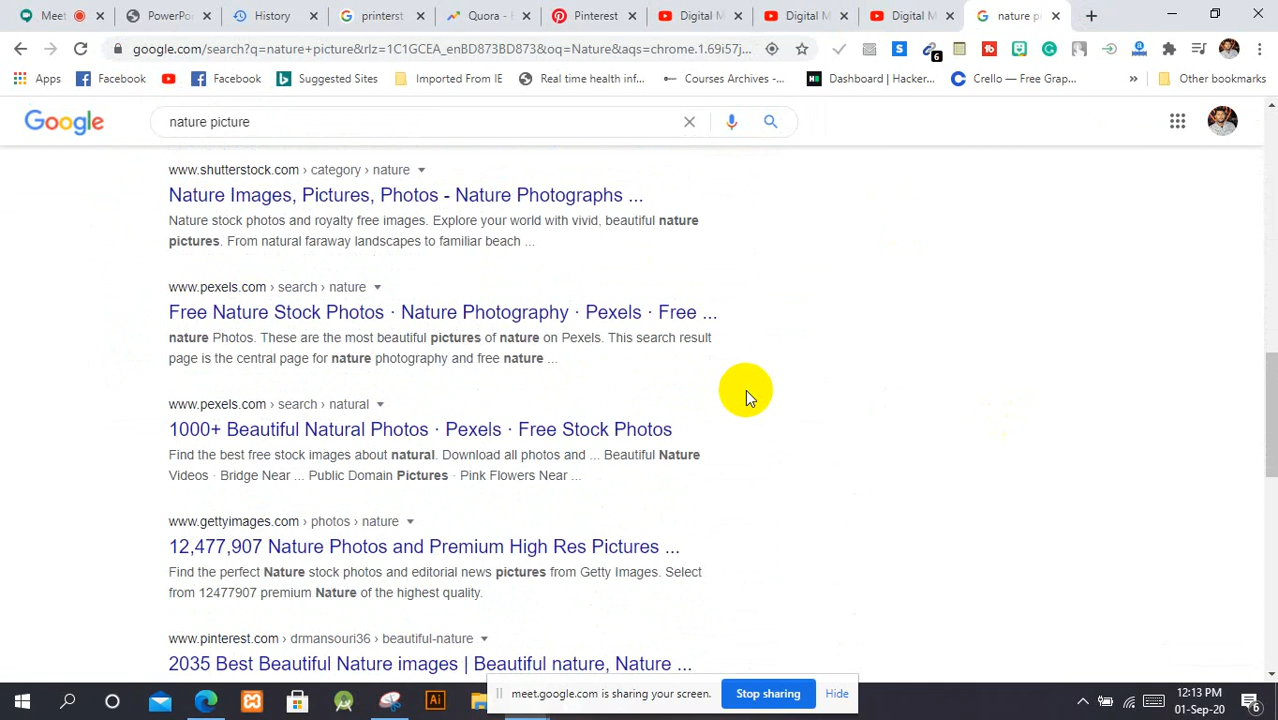 Meet
PowerPo
History
printerst
Quora - E
Pinterest
Digital M
Digital M
Digital M
nature p
google.com/search?q=nature+picture&rlz=1C1GCEA_enBD873BD873&oq=Nature&aqs=chrome.1.69i57j...
6
Apps
Facebook
Facebook
Suggested Sites
Imported From IE
Real time health inf...
Courses Archives -...
Dashboard | Hacker...
Crello — Free Grap...
»
Other bookmarks
Google
nature picture
www.shutterstock.com › category › nature
Nature Images, Pictures, Photos - Nature Photographs ...
Nature stock photos and royalty free images. Explore your world with vivid, beautiful nature
pictures. From natural faraway landscapes to familiar beach ...
www.pexels.com › search › nature
Free Nature Stock Photos · Nature Photography · Pexels · Free ...
nature Photos. These are the most beautiful pictures of nature on Pexels. This search result
page is the central page for nature photography and free nature ...
www.pexels.com › search › natural
1000+ Beautiful Natural Photos · Pexels · Free Stock Photos
Find the best free stock images about natural. Download all photos and ... Beautiful Nature
Videos · Bridge Near ... Public Domain Pictures · Pink Flowers Near ...
www.gettyimages.com › photos › nature
12,477,907 Nature Photos and Premium High Res Pictures ...
Find the perfect Nature stock photos and editorial news pictures from Getty Images. Select
from 12477907 premium Nature of the highest quality.
www.pinterest.com › drmansouri36 › beautiful-nature
2035 Best Beautiful Nature images | Beautiful nature, Nature ...
meet.google.com is sharing your screen.
Stop sharing
Hide
Ai
12:13 PM
01-Sep-20
6